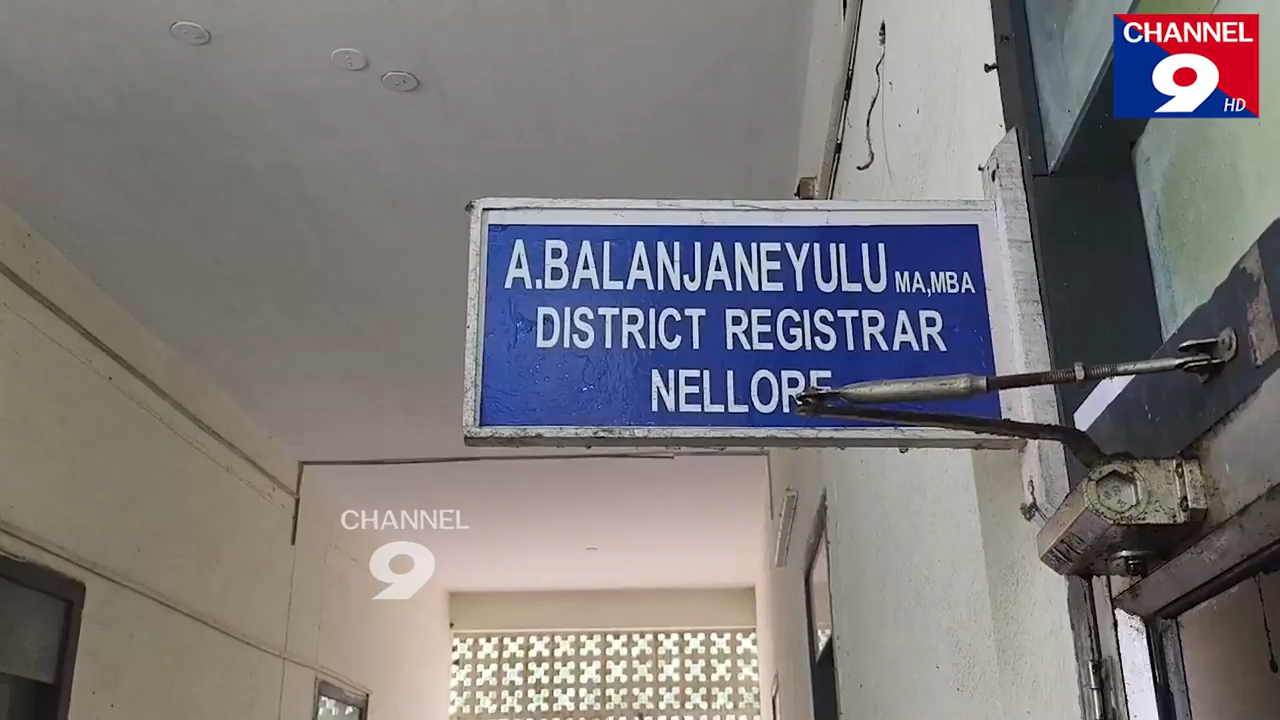 CHANNEL
9
HD
A.BALANJANEYULU MA,MBA
DISTRICT REGISTRAR
NELLORE
CHANNEL
9